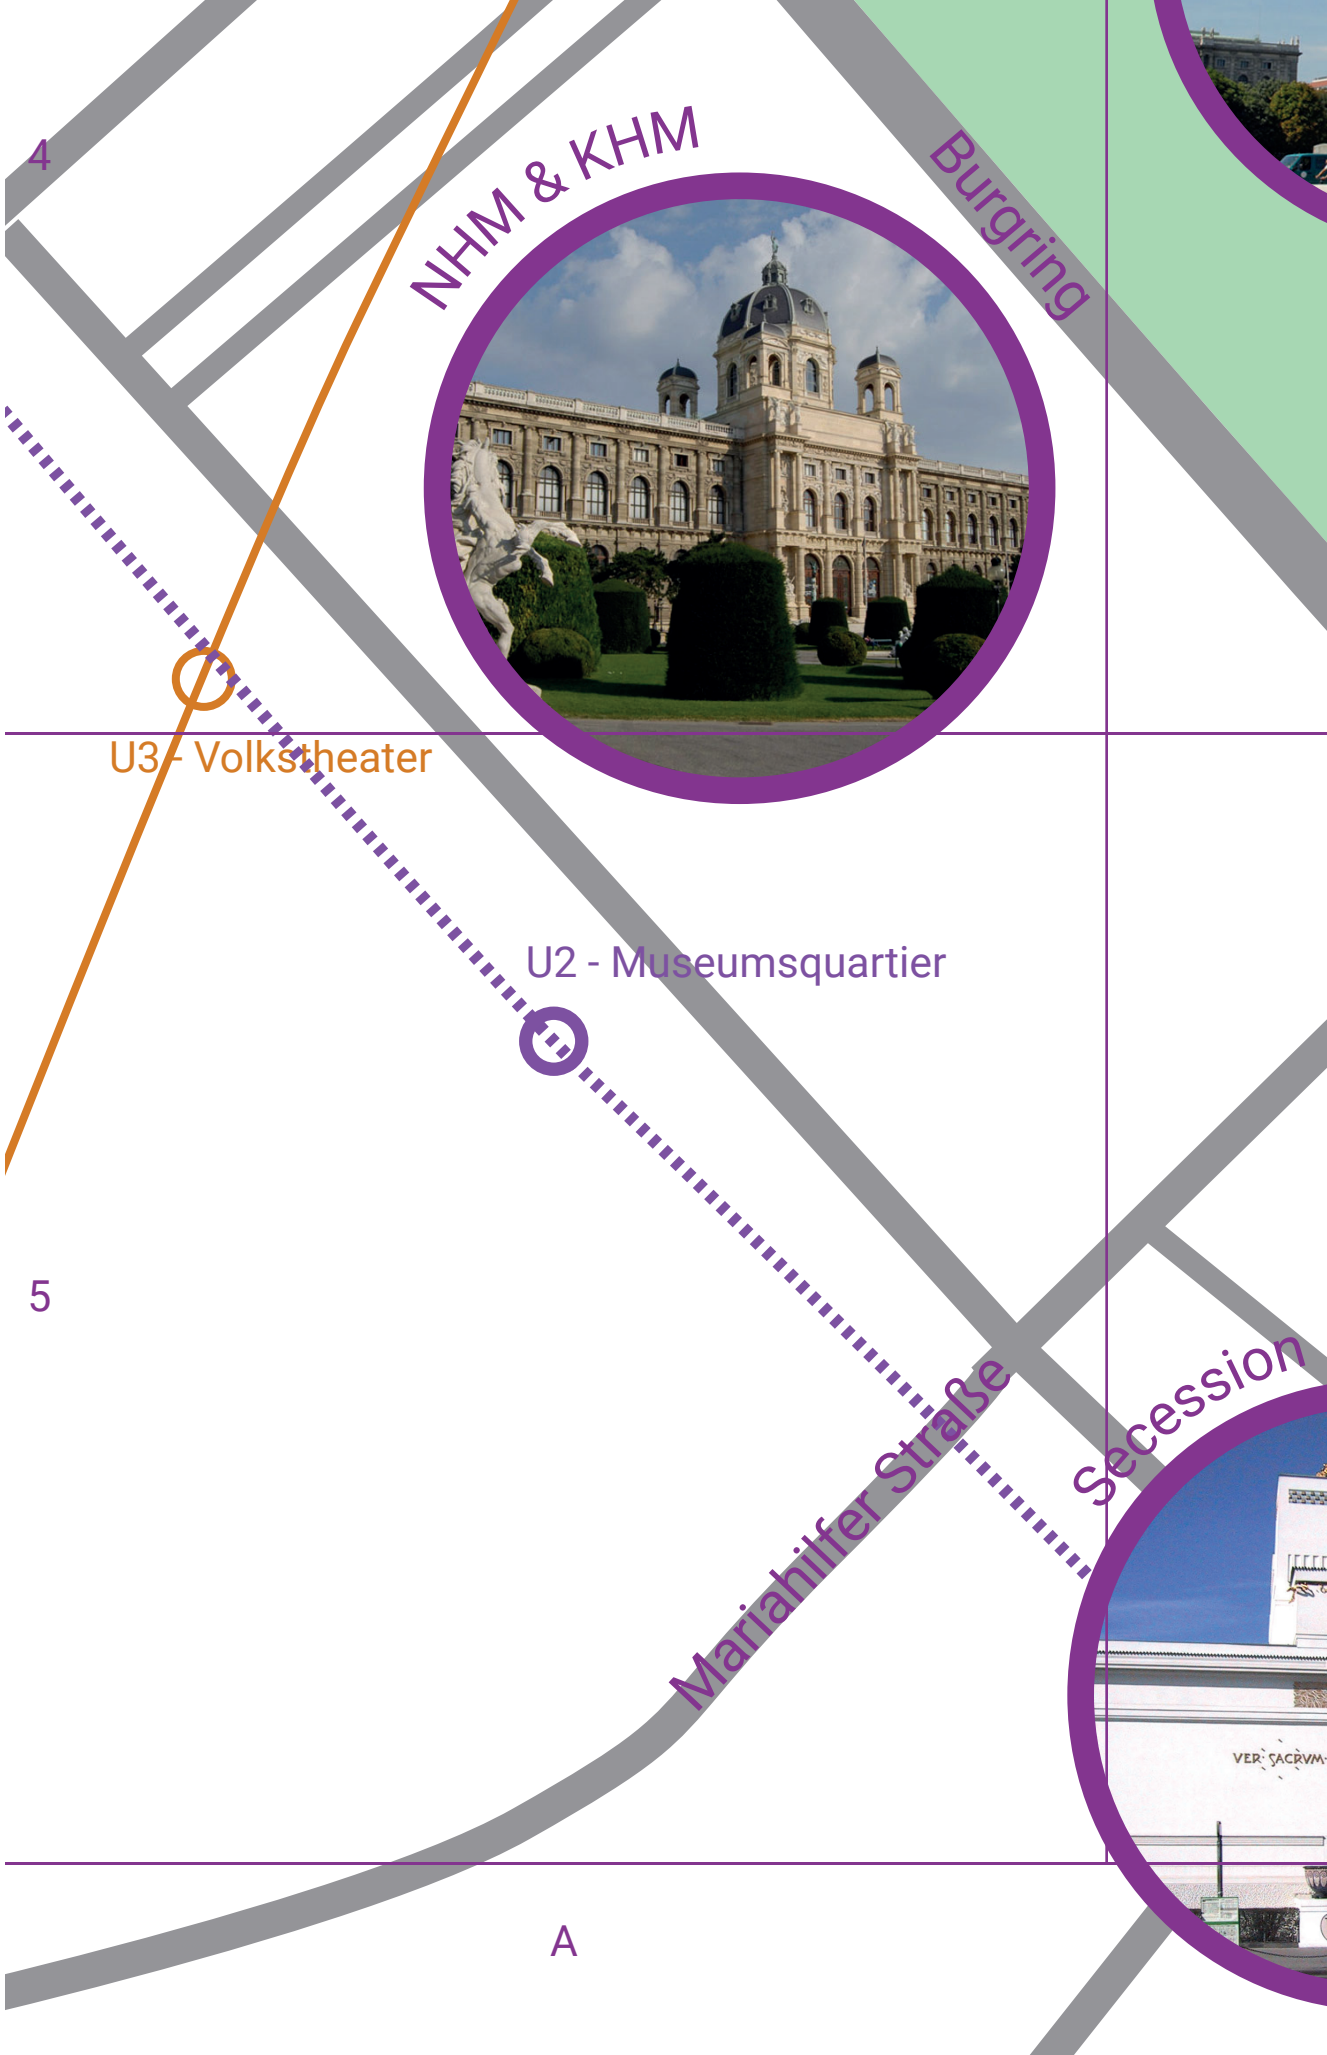 4
NHM & KHM
Burgring
U3 - Volkstheater
U2 - Museumsquartier
5
Secession
Mariahilfer Straße
VER SACRVM
A